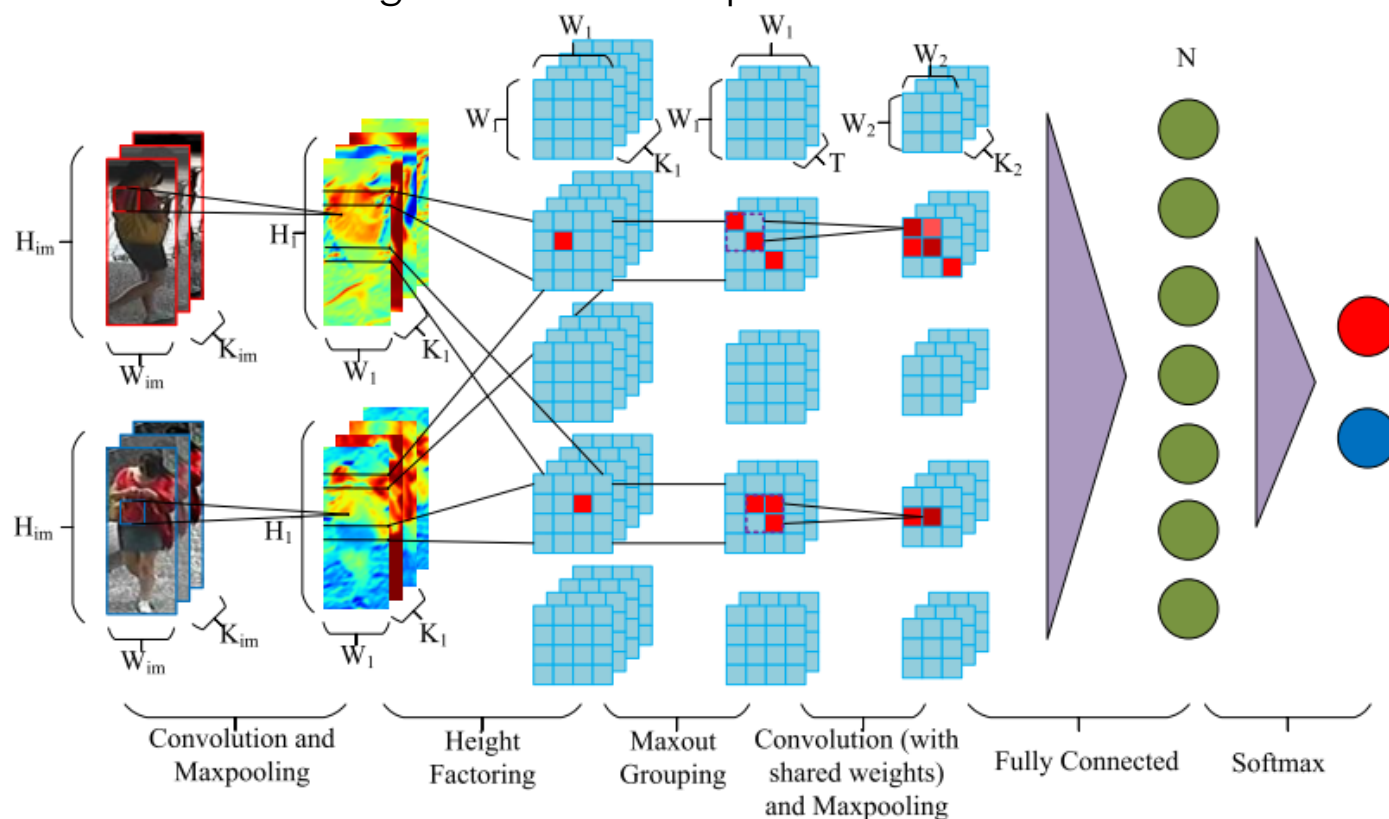 W₁
W₁
W₂
N
W₁
W₁
W₂
K₁
T
K₂
Hᵢₘ
H₁
Kᵢₘ
K₁
Wᵢₘ
W₁
Hᵢₘ
H₁
Kᵢₘ
K₁
Wᵢₘ
W₁
Convolution and
Maxpooling
Height
Factoring
Maxout
Grouping
Convolution (with
shared weights)
and Maxpooling
Fully Connected
Softmax